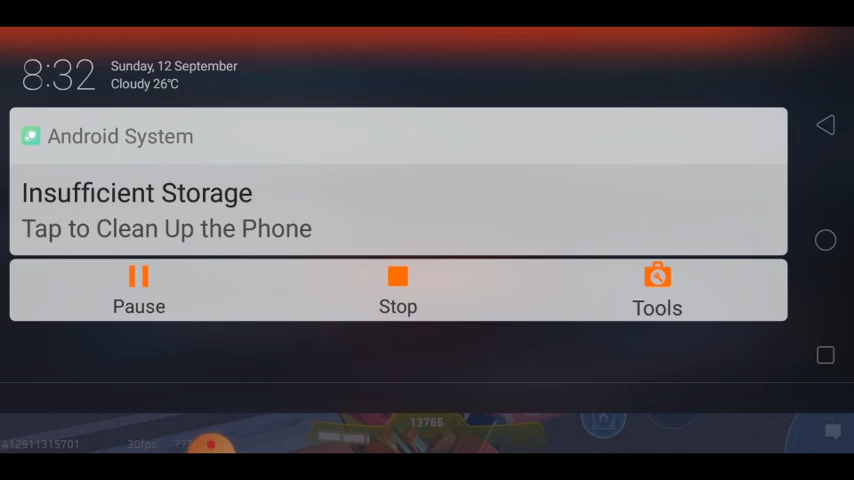 8:32
Sunday, 12 September
Cloudy 26℃
Android System
Insufficient Storage
Tap to Clean Up the Phone
Pause
Stop
Tools
13766
412911315701
30fps
???